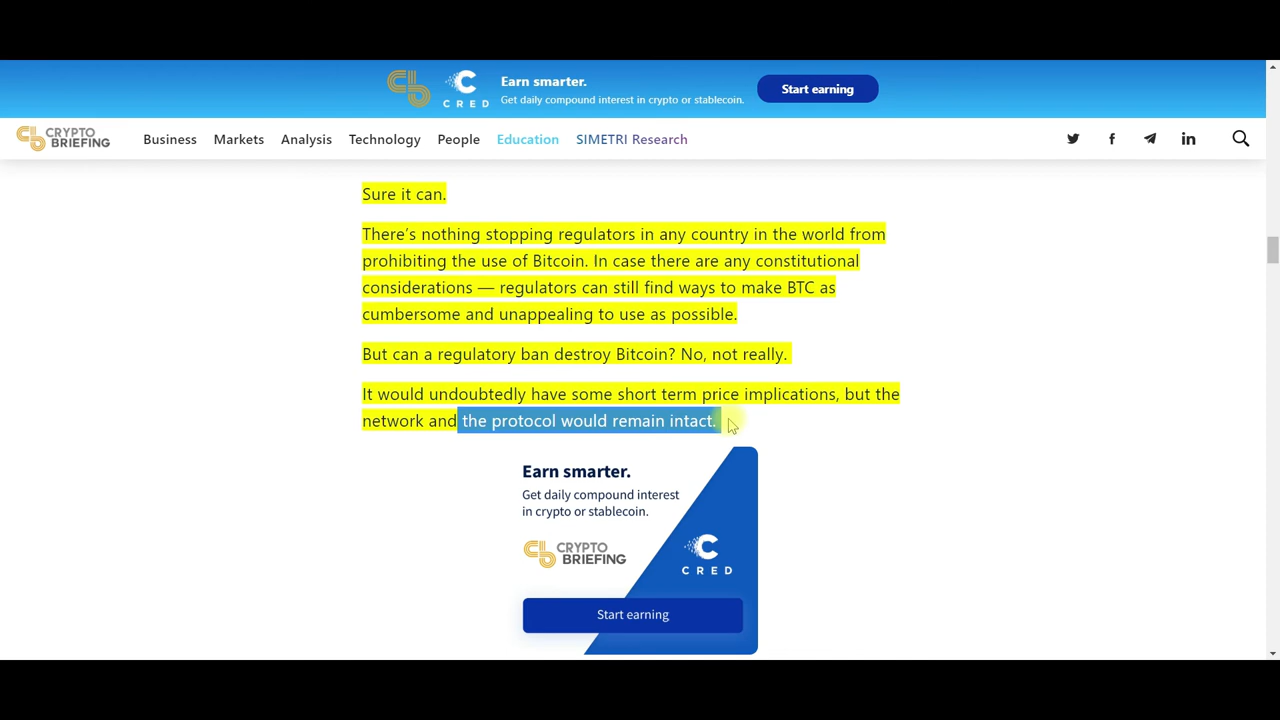 Earn smarter.
CRED
Get daily compound interest in crypto or stablecoin.
Start earning
CRYPTO
BRIEFING
Business Markets Analysis Technology People Education SIMETRI Research
Sure it can.
There's nothing stopping regulators in any country in the world from
prohibiting the use of Bitcoin. In case there are any constitutional
considerations — regulators can still find ways to make BTC as
cumbersome and unappealing to use as possible.
But can a regulatory ban destroy Bitcoin? No, not really.
It would undoubtedly have some short term price implications, but the
network and the protocol would remain intact.
Earn smarter.
Get daily compound interest
in crypto or stablecoin.
CRYPTO
BRIEFING
CRED
Start earning